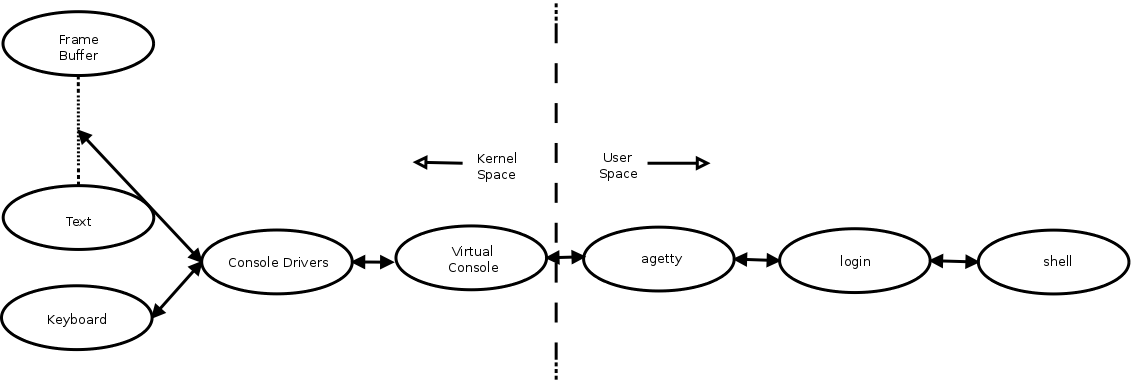 Frame
Buffer
Kernel
Space
User
Space
Text
Console Drivers
Virtual
Console
agetty
login
shell
Keyboard